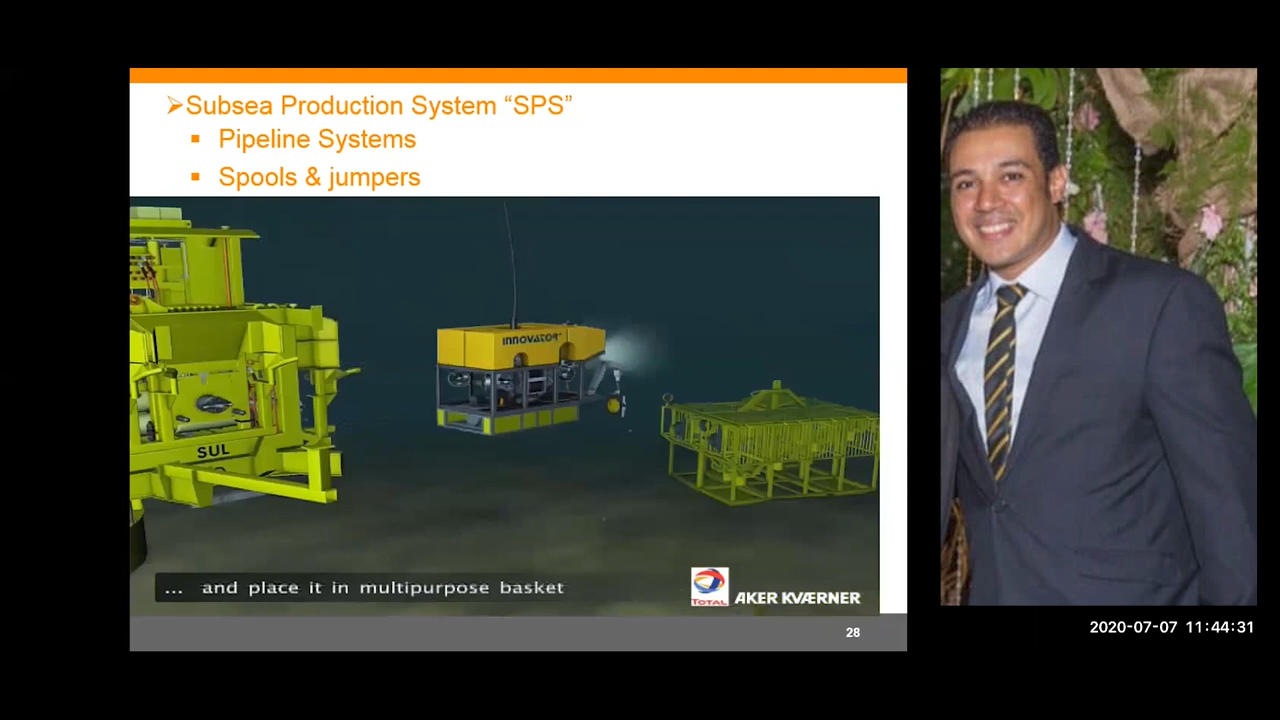 ➢Subsea Production System “SPS”
▪ Pipeline Systems
▪ Spools & jumpers
INNOVATOR
SUL
... and place it in multipurpose basket
TOTAL
AKER KVÆRNER
28
2020-07-07 11:44:31